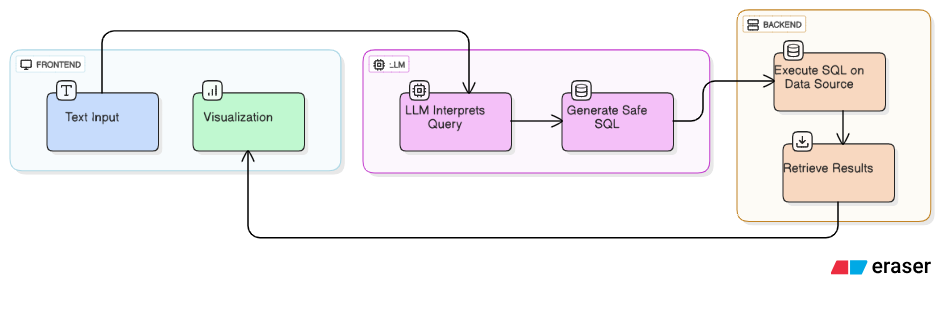 FRONTEND
Text Input
Visualization
LLM
LLM Interprets
Query
Generate Safe
SQL
BACKEND
Execute SQL on
Data Source
Retrieve Results
eraser